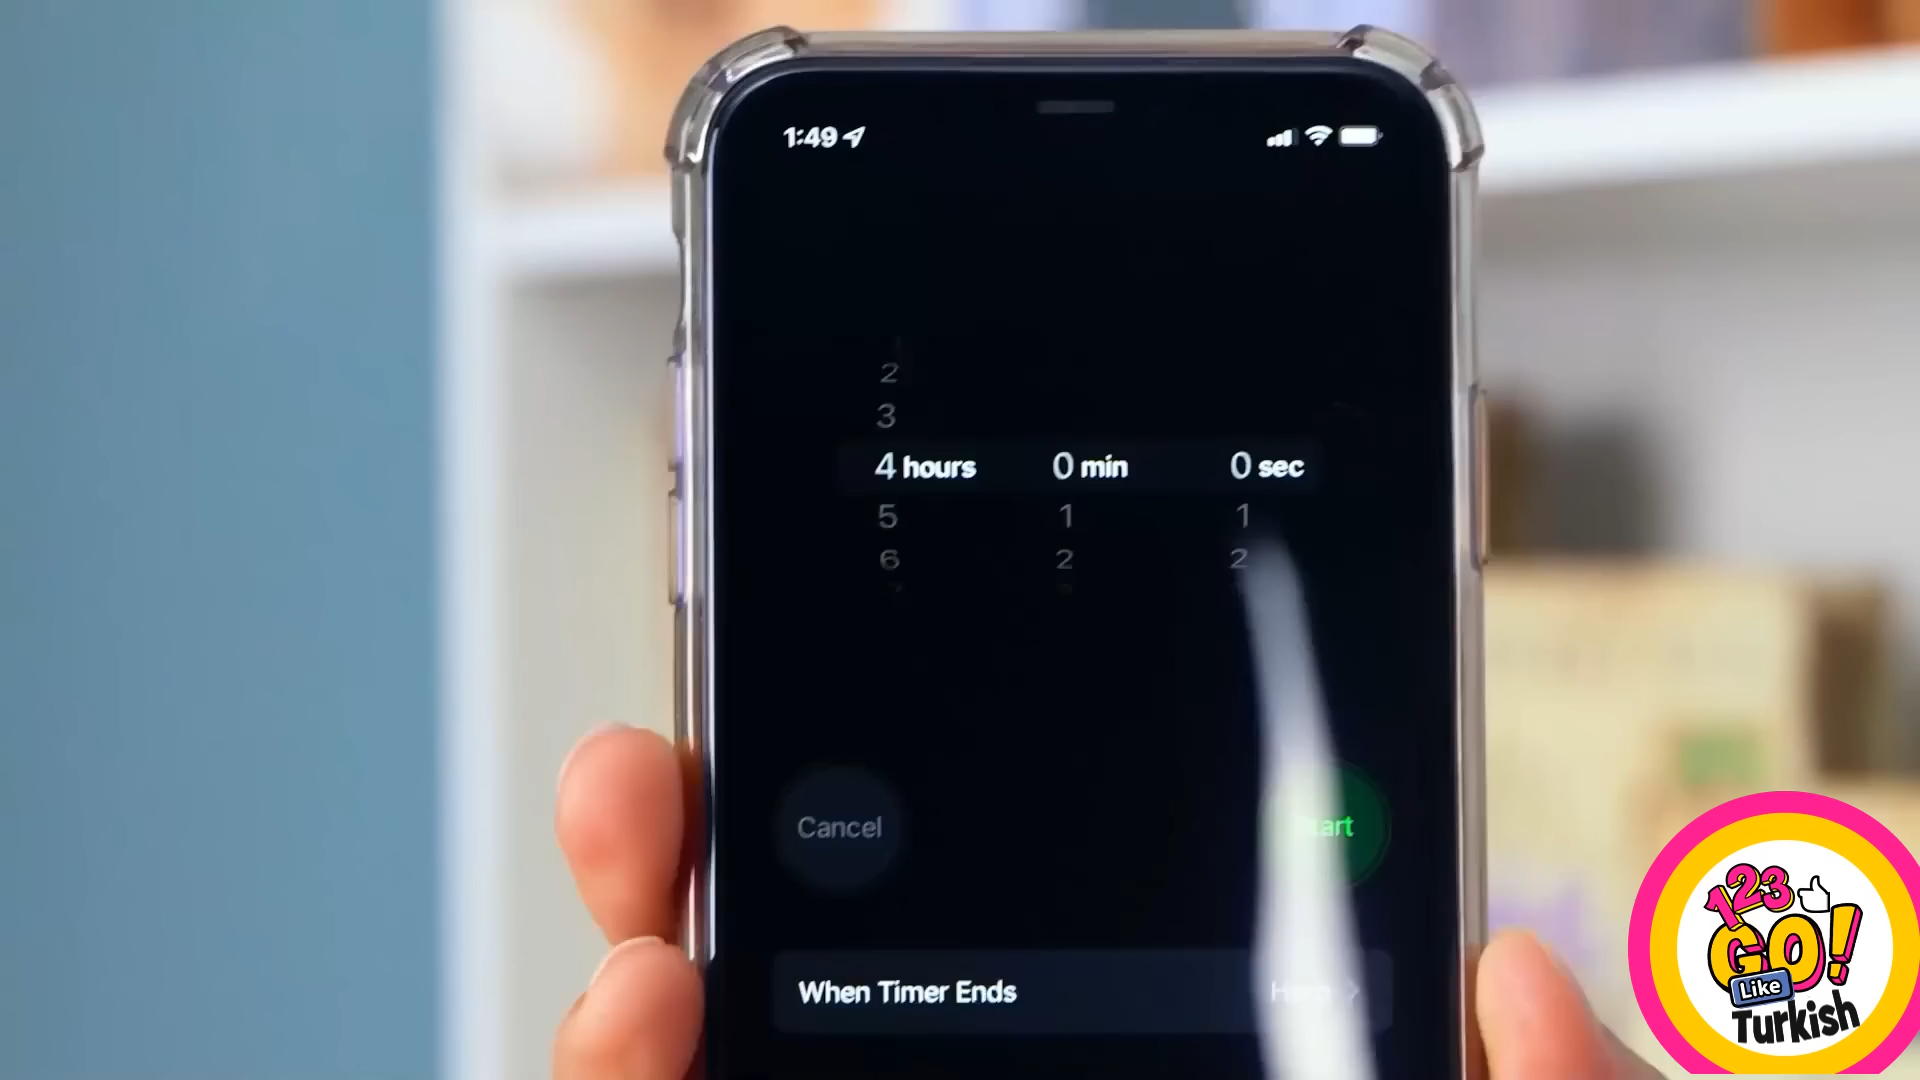 1:49
2
3
4 hours 0 min 0 sec
5 1 1
6 2 2
Cancel
When Timer Ends
123
GO!
Like
Turkish